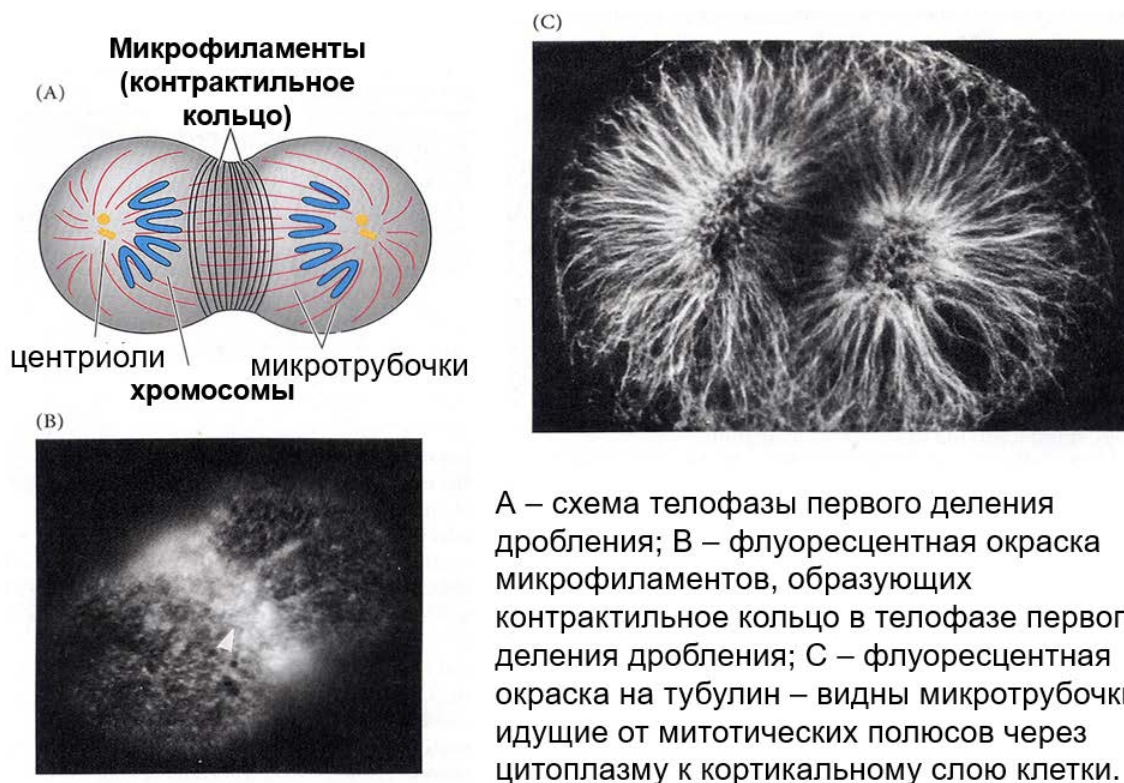 (A)
Микрофиламенты
(контрактильное
кольцо)
центриоли
микротрубочки
хромосомы
(B)
(C)
А – схема телофазы первого деления
дробления; В – флуоресцентная окраска
микрофиламентов, образующих
контрактильное кольцо в телофазе первог
деления дробления; С – флуоресцентная
окраска на тубулин – видны микротрубочк
идущие от митотических полюсов через
цитоплазму к кортикальному слою клетки.